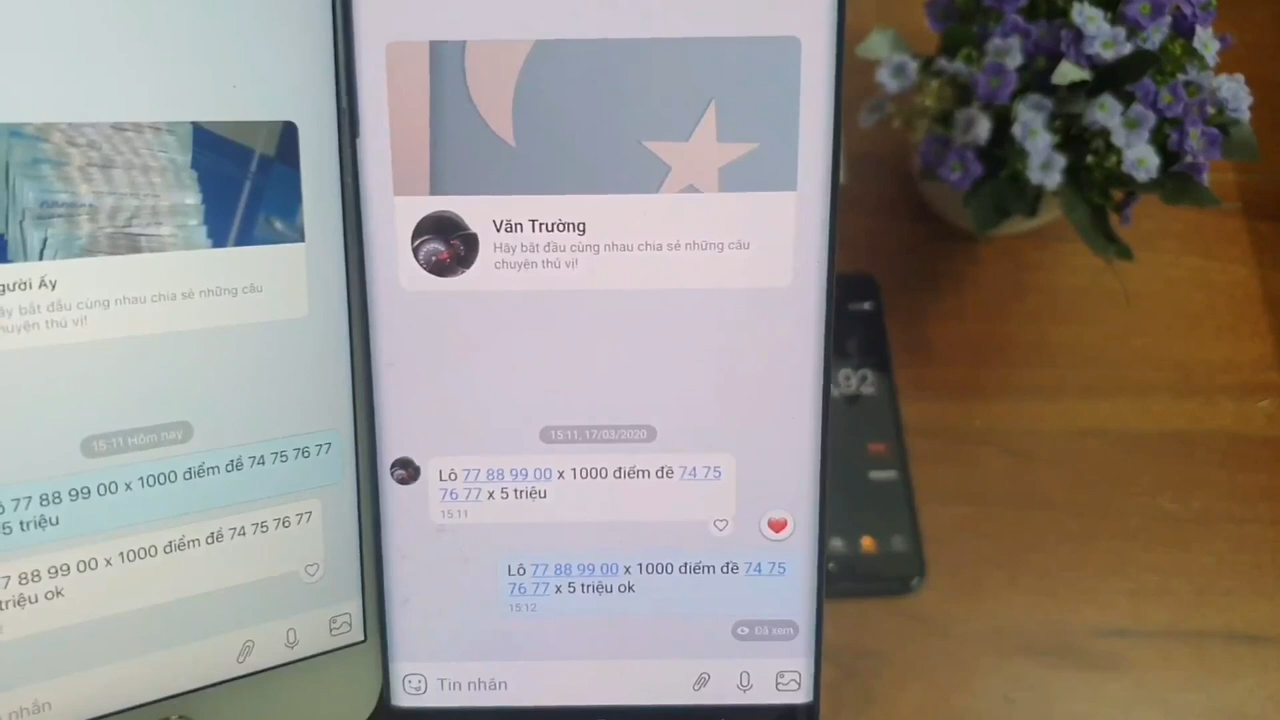 gười Ấy
ãy bắt đầu cùng nhau chia sẻ những câu
huyện thú vị!
15:11 Hôm nay
ô 77 88 99 00 x 1000 điểm đề 74 75 76 77
5 triệu
7 88 99 00 x 1000 điểm đề 74 75 76 77
triệu ok
nhắn
Văn Trường
Hãy bắt đầu cùng nhau chia sẻ những câu
chuyện thú vị!
15:11, 17/03/2020
Lô 77 88 99 00 x 1000 điểm đề 74 75
76 77 x 5 triệu
15:11
Lô 77 88 99 00 x 1000 điểm đề 74 75
76 77 x 5 triệu ok
15:12
Đã xem
Tin nhắn
.92